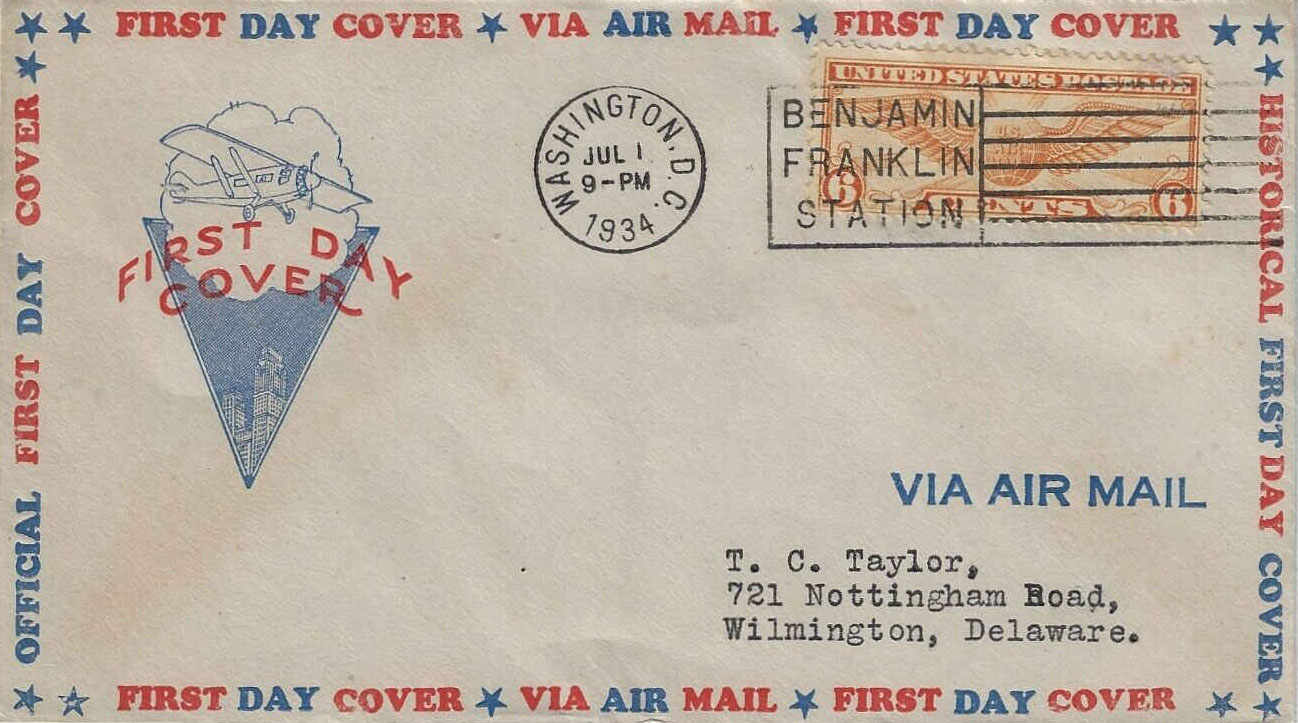 FIRST DAY COVER ★ VIA AIR MAIL ★ FIRST DAY COVER
OFFICIAL FIRST DAY COVER
FIRST DAY
COVER
WASHINGTON, D.C.
JUL 1
9-PM
1934
BENJAMIN
FRANKLIN
STATION
UNITED STATES POSTAGE
U.S.
6 CENTS 6
HISTORICAL FIRST DAY COVER
VIA AIR MAIL
T. C. Taylor,
721 Nottingham Road,
Wilmington, Delaware.
FIRST DAY COVER ★ VIA AIR MAIL ★ FIRST DAY COVER